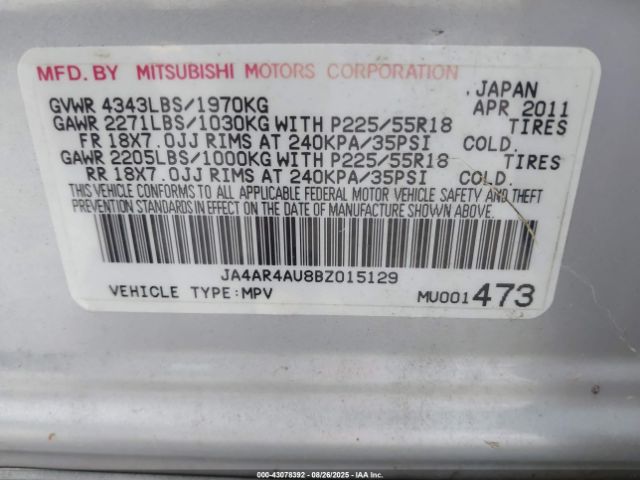 MFD. BY MITSUBISHI MOTORS CORPORATION
JAPAN
GVWR 4343LBS/1970KG APR 2011
GAWR 2271LBS/1030KG WITH P225/55R18 TIRES
FR 18X7.0JJ RIMS AT 240KPA/35PSI COLD.
GAWR 2205LBS/1000KG WITH P225/55R18 TIRES
RR 18X7.0JJ RIMS AT 240KPA/35PSI COLD.
THIS VEHICLE CONFORMS TO ALL APPLICABLE FEDERAL MOTOR VEHICLE SAFETY AND THEFT
PREVENTION STANDARDS IN EFFECT ON THE DATE OF MANUFACTURE SHOWN ABOVE.
JA4AR4AU8BZ015129
VEHICLE TYPE:MPV MU001473
© IAA 43078392 - 08/26/2025 - IAA, Inc.